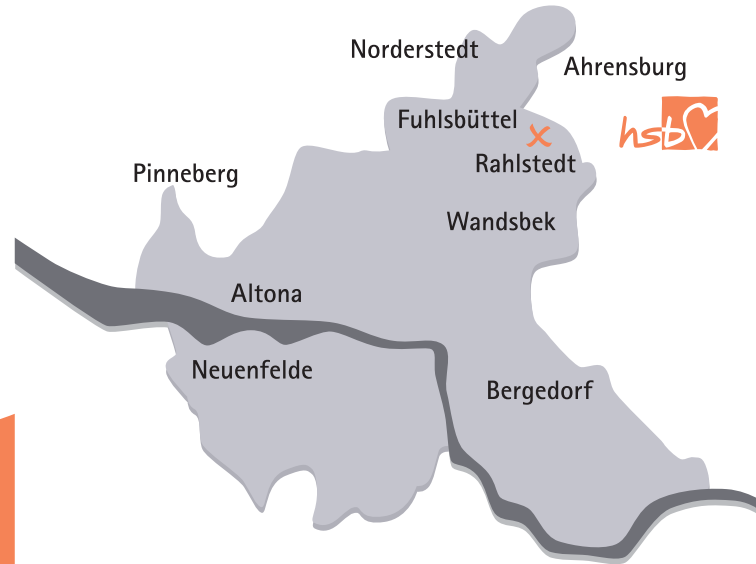 Norderstedt
Ahrensburg
Fuhlsbüttel
hsb
Rahlstedt
Pinneberg
Wandsbek
Altona
Neuenfelde
Bergedorf